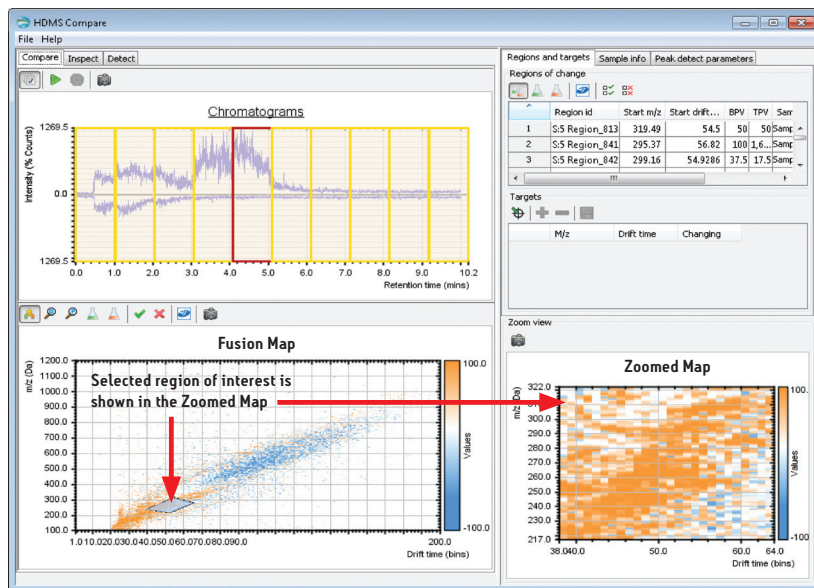 HDMS Compare
File Help
Compare Inspect Detect
Chromatograms
Intensity (% Counts)
1269.5
0.0
1269.5
0.0 1.0 2.0 3.0 4.0 5.0 6.0 7.0 8.0 9.0 10.2
Retention time (mins)
Fusion Map
m/z (Da)
1200.0
1100.0
1000.0
900.0
800.0
700.0
600.0
500.0
400.0
300.0
200.0
100.0
Selected region of interest is
shown in the Zoomed Map
1.0 10.0 20.0 30.0 40.0 50.0 60.0 70.0 80.0 90.0 200.0
Drift time (bins)
100.0
Values
-100.0
Regions and targets Sample info Peak detect parameters
Regions of change
Region id Start m/z Start drift... BPV TPV Sam
1 S:5 Region_813 319.49 54.5 50 50 Samp
2 S:5 Region_841 295.37 56.82 100 1,6... Samp
3 S:5 Region_842 299.16 54.9286 37.5 17.5 Samp
Targets
M/z Drift time Changing
Zoom view
Zoomed Map
m/z (Da)
322.0
300.0
290.0
280.0
270.0
260.0
250.0
240.0
230.0
217.0
38.0 40.0 50.0 60.0 64.0
Drift time (bins)
100.
Values
-100